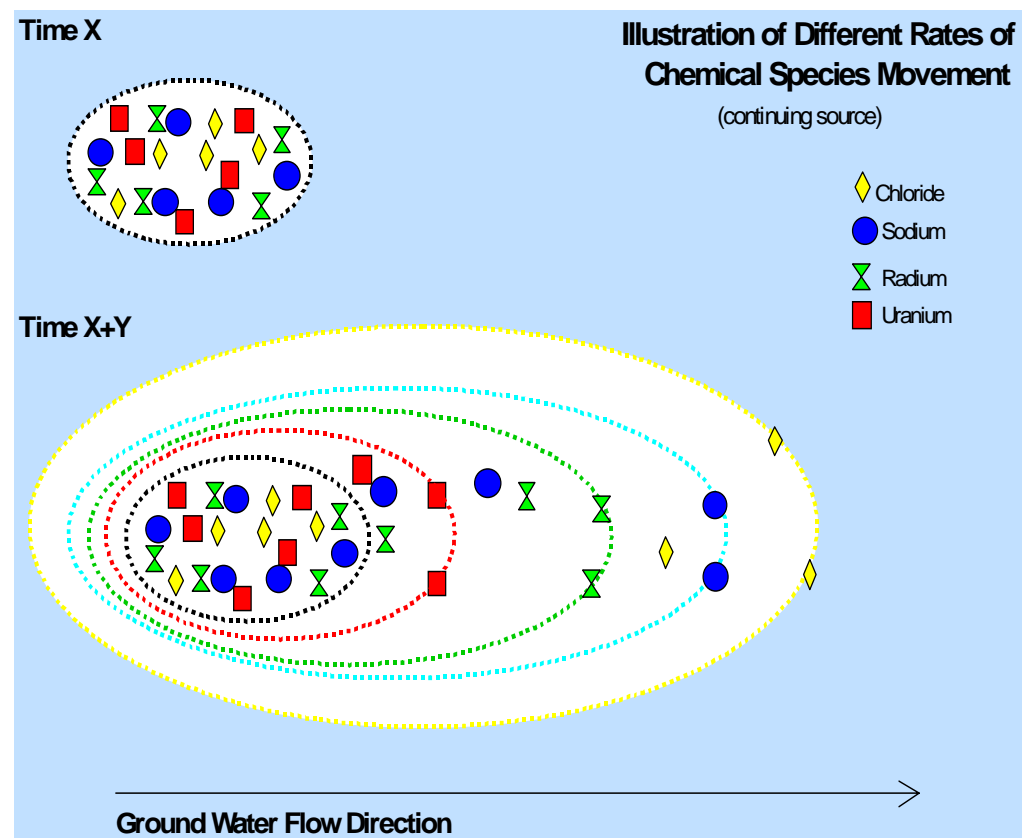 Time X
Illustration of Different Rates of
Chemical Species Movement
(continuing source)
Chloride
Sodium
Radium
Uranium
Time X+Y
Ground Water Flow Direction